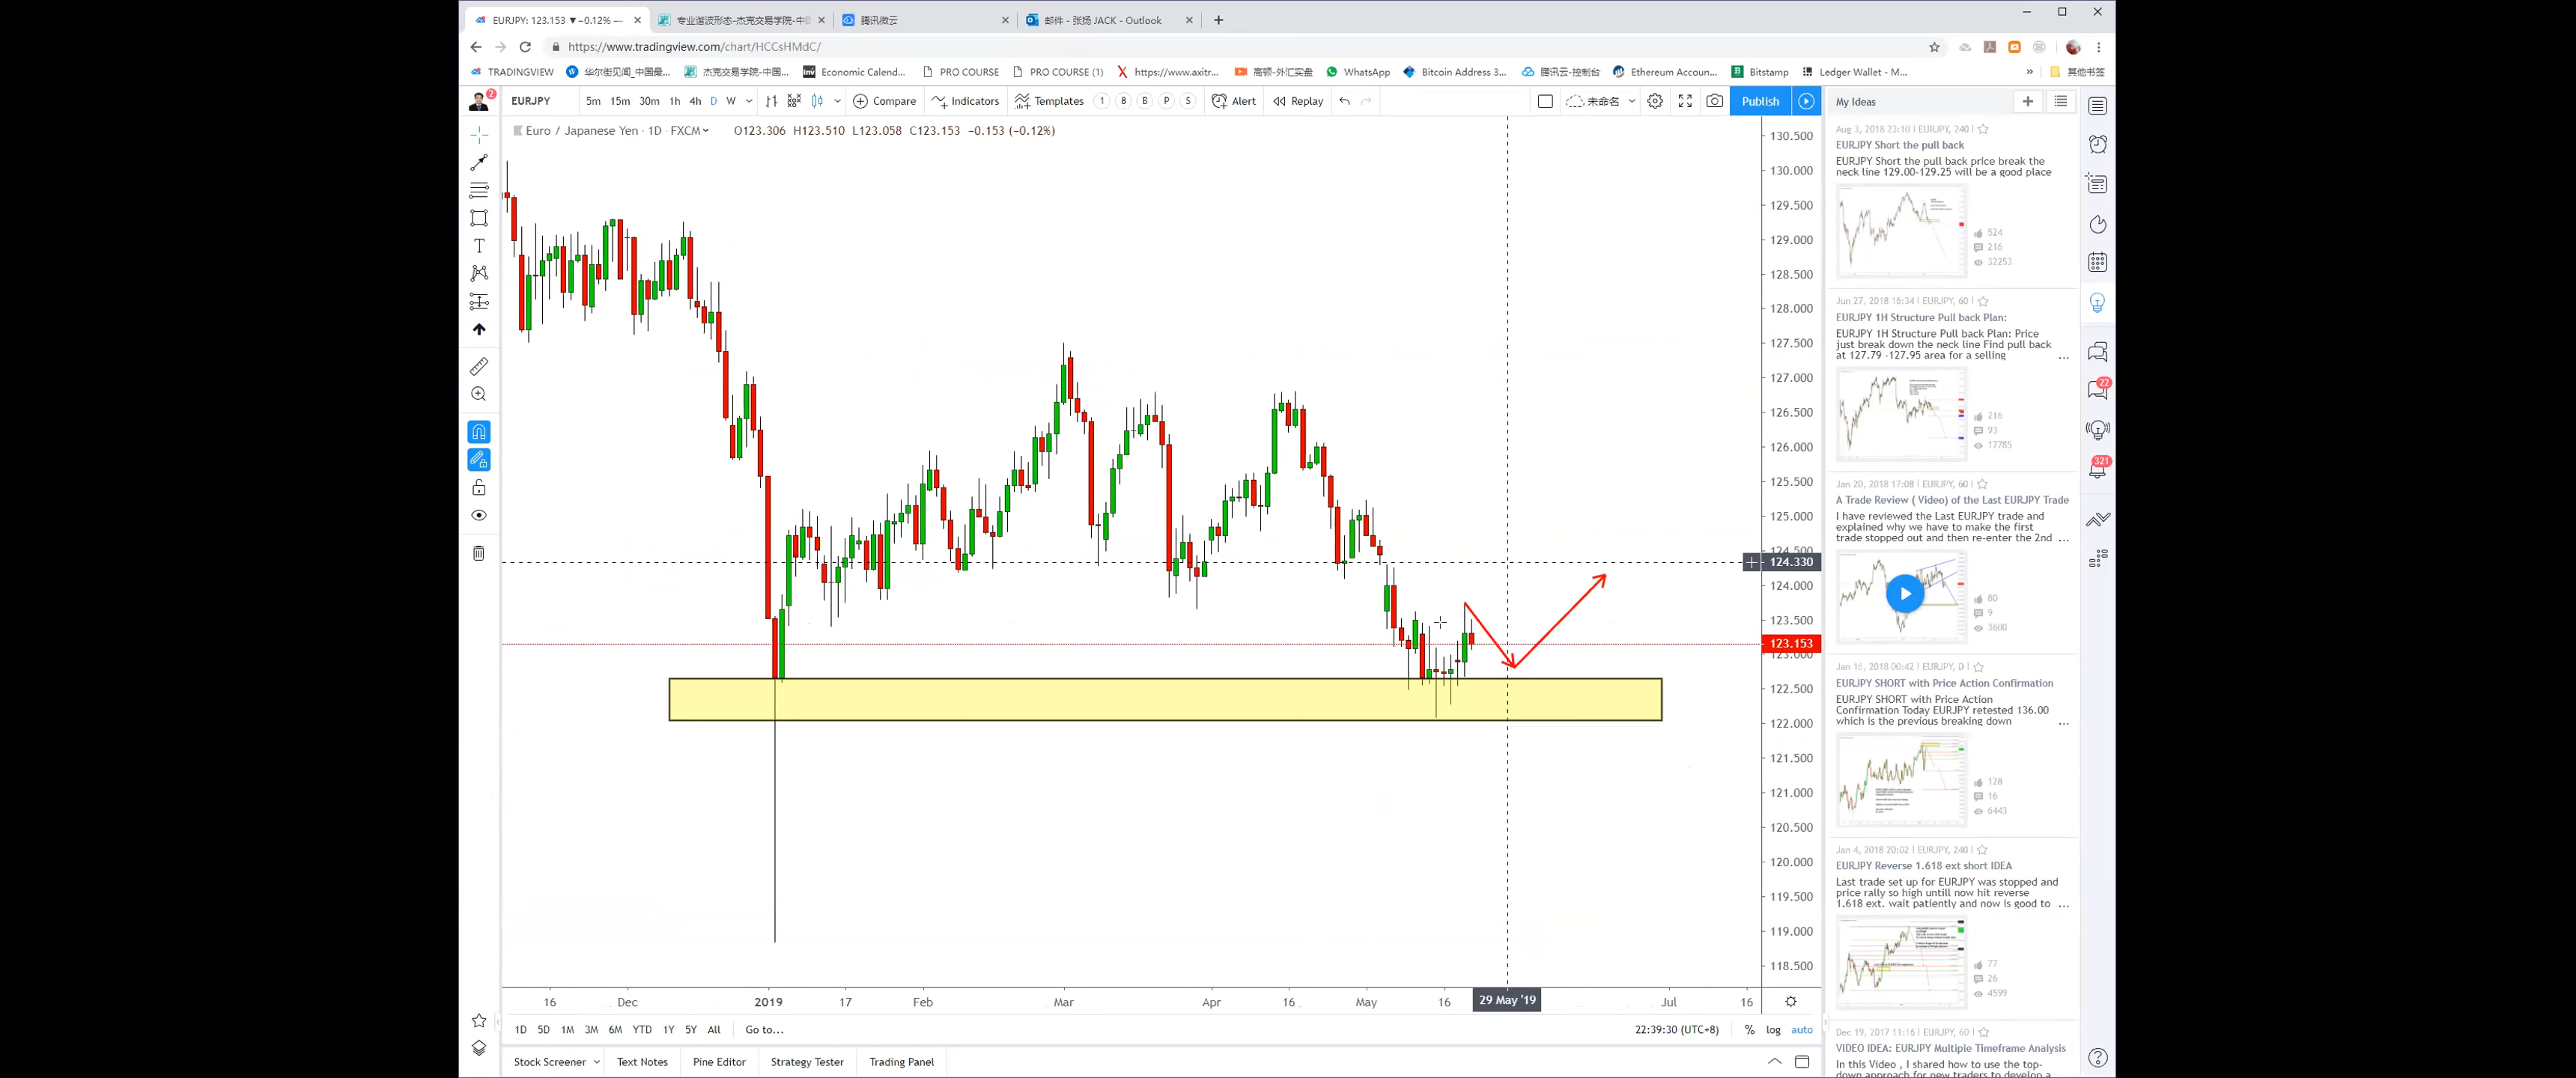 EURJPY: 123.153 ▼ −0.12% —
专业谐波形态-杰克交易学院-中
腾讯微云
邮件 - 张扬 JACK - Outlook
https://www.tradingview.com/chart/HCCsHMdC/
TRADINGVIEW 华尔街见闻_中国最... 杰克交易学院-中国... Economic Calend... PRO COURSE PRO COURSE (1) https://www.axitr... 高顿-外汇实盘 WhatsApp Bitcoin Address 3... 腾讯云-控制台 Ethereum Accoun... Bitstamp Ledger Wallet - M... » 其他书签
2
EURJPY 5m 15m 30m 1h 4h D W Compare Indicators Templates 1 8 B P S Alert Replay 未命名 Publish
Euro / Japanese Yen · 1D · FXCM O123.306 H123.510 L123.058 C123.153 −0.153 (−0.12%)
130.500
130.000
129.500
129.000
128.500
128.000
127.500
127.000
126.500
126.000
125.500
125.000
124.500
124.330
124.000
123.500
123.153
123.000
122.500
122.000
121.500
121.000
120.500
120.000
119.500
119.000
118.500
16 Dec 2019 17 Feb Mar Apr 16 May 16 29 May '19 Jul 16
1D 5D 1M 3M 6M YTD 1Y 5Y All Go to... 22:39:30 (UTC+8) % log auto
Stock Screener Text Notes Pine Editor Strategy Tester Trading Panel
My Ideas
Aug 3, 2018 23:10 | EURJPY, 240 |
EURJPY Short the pull back
EURJPY Short the pull back price break the
neck line 129.00-129.25 will be a good place
524
216
32253
Jun 27, 2018 16:34 | EURJPY, 60 |
EURJPY 1H Structure Pull back Plan:
EURJPY 1H Structure Pull back Plan: Price
just break down the neck line Find pull back
at 127.79 -127.95 area for a selling ...
216
93
17785
Jan 20, 2018 17:08 | EURJPY, 60 |
A Trade Review ( Video) of the Last EURJPY Trade
I have reviewed the Last EURJPY trade and
explained why we have to make the first
trade stopped out and then re-enter the 2nd ...
80
9
3600
Jan 16, 2018 00:42 | EURJPY, D |
EURJPY SHORT with Price Action Confirmation
EURJPY SHORT with Price Action
Confirmation Today EURJPY retested 136.00
which is the previous breaking down ...
128
16
6443
Jan 4, 2018 20:02 | EURJPY, 240 |
EURJPY Reverse 1.618 ext short IDEA
Last trade set up for EURJPY was stopped and
price rally so high untill now hit reverse
1.618 ext. wait patiently and now is good to ...
77
26
4599
Dec 19, 2017 11:16 | EURJPY, 60 |
VIDEO IDEA: EURJPY Multiple Timeframe Analysis
In this Video , I shared how to use the top-
down approach for new traders to develop a
22
321